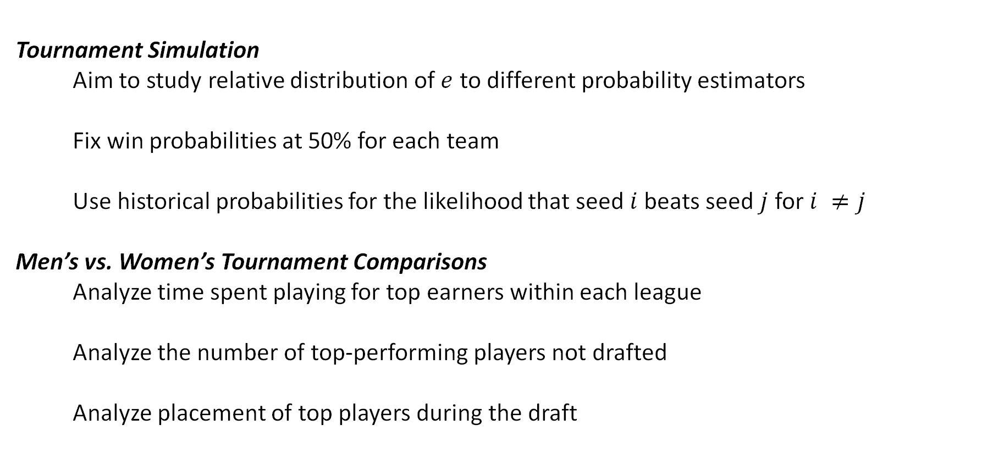 Tournament Simulation
Aim to study relative distribution of e to different probability estimators
Fix win probabilities at 50% for each team
Use historical probabilities for the likelihood that seed i beats seed j for i ≠ j
Men’s vs. Women’s Tournament Comparisons
Analyze time spent playing for top earners within each league
Analyze the number of top-performing players not drafted
Analyze placement of top players during the draft